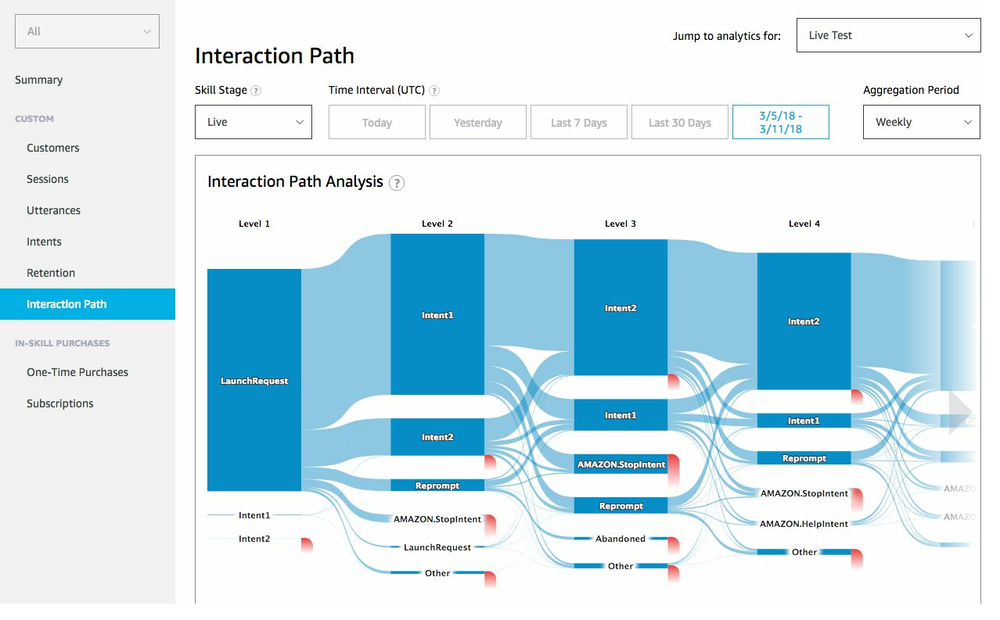 All
Jump to analytics for:
Live Test
Interaction Path
Summary
Skill Stage ?
Time Interval (UTC) ?
Aggregation Period
Live
Today
Yesterday
Last 7 Days
Last 30 Days
3/5/18 -
3/11/18
Weekly
CUSTOM
Customers
Sessions
Utterances
Intents
Retention
Interaction Path
IN-SKILL PURCHASES
One-Time Purchases
Subscriptions
Interaction Path Analysis ?
Level 1
Level 2
Level 3
Level 4
LaunchRequest
Intent1
Intent2
Intent1
Intent2
Reprompt
AMAZON.StopIntent
LaunchRequest
Other
Intent2
Intent1
AMAZON.StopIntent
Reprompt
Abandoned
Other
Intent2
Intent1
Reprompt
AMAZON.StopIntent
AMAZON.HelpIntent
Other
L
Re
AMAZO
AMAZO